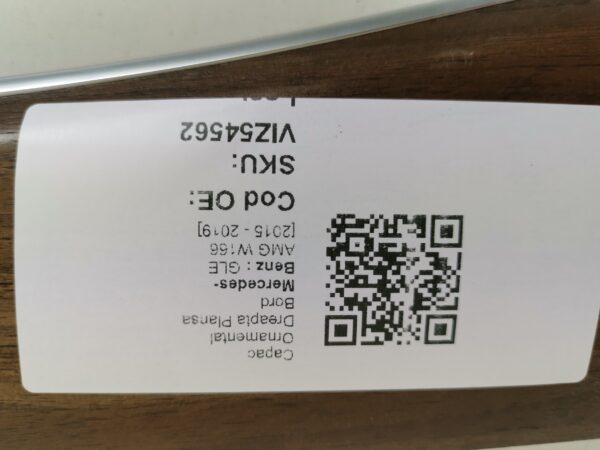 Capac
Ornamental
Dreapta Plansa
Bord
Mercedes-
Benz : GLE
AMG W166
[2015 - 2019]
Cod OE:
SKU:
VIZ54562